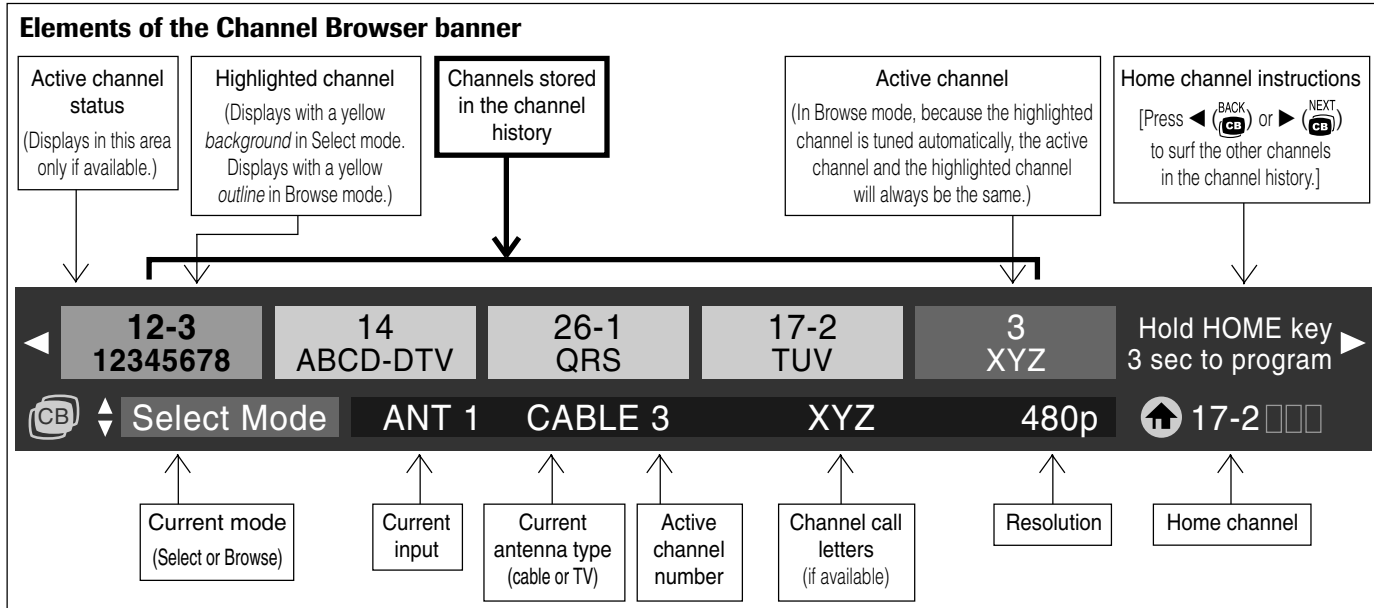 Elements of the Channel Browser banner
Active channel
status
(Displays in this area
only if available.)
Highlighted channel
(Displays with a yellow
background in Select mode.
Displays with a yellow
outline in Browse mode.)
Channels stored
in the channel
history
Active channel
(In Browse mode, because the highlighted
channel is tuned automatically, the active
channel and the highlighted channel
will always be the same.)
Home channel instructions
[Press ◀ (BACK CB) or ▶ (NEXT CB)
to surf the other channels
in the channel history.]
12-3
12345678
14
ABCD-DTV
26-1
QRS
17-2
TUV
3
XYZ
Hold HOME key
3 sec to program
CB Select Mode ANT 1 CABLE 3 XYZ 480p 17-2
Current mode
(Select or Browse)
Current
input
Current
antenna type
(cable or TV)
Active
channel
number
Channel call
letters
(if available)
Resolution
Home channel